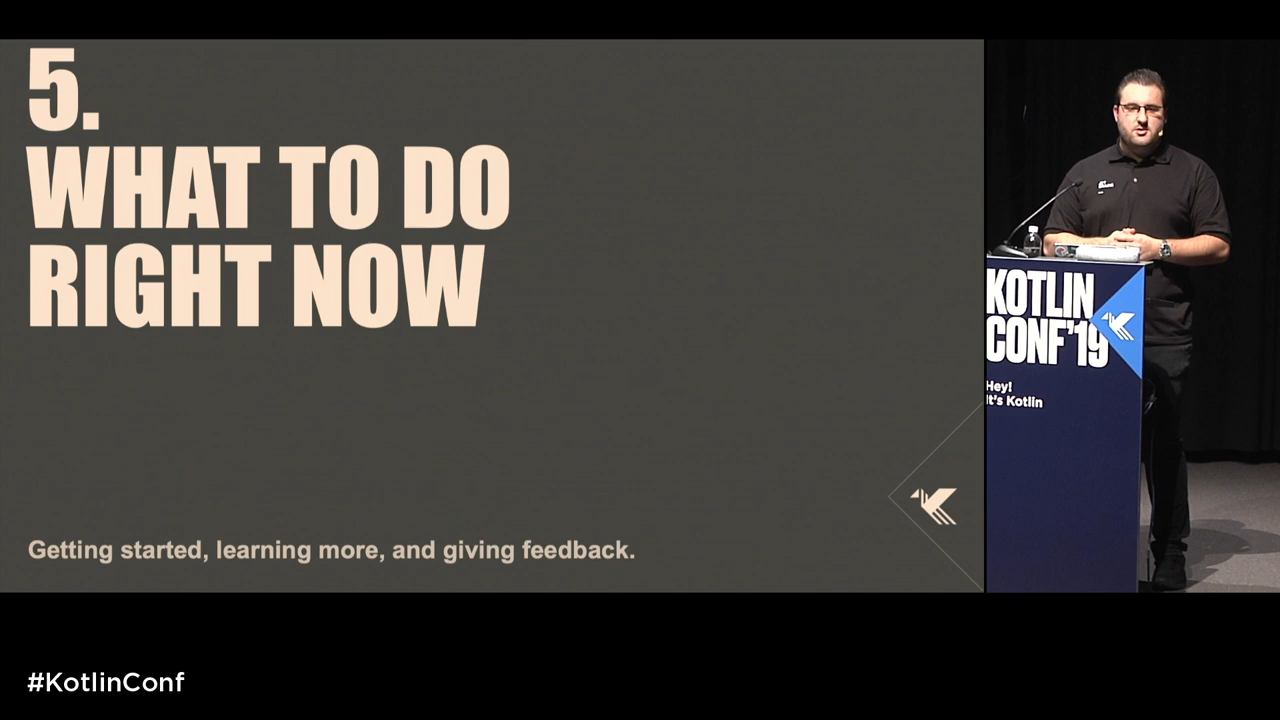 5.
WHAT TO DO
RIGHT NOW
Getting started, learning more, and giving feedback.
KOTLIN
CONF'19
Hey!
It's Kotlin
#KotlinConf